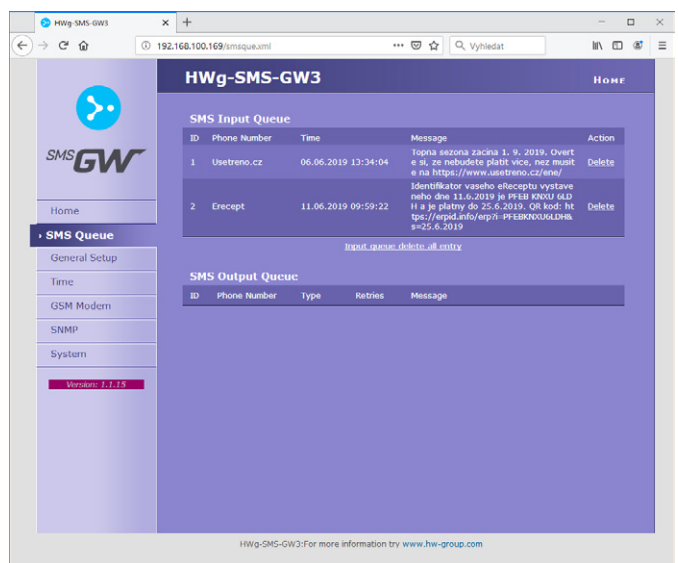 HWg-SMS-GW3
192.168.100.169/smsque.xml
Vyhledat
HWg-SMS-GW3
HOME
SMS GW
Home
SMS Queue
General Setup
Time
GSM Modem
SNMP
System
Version: 1.1.15
SMS Input Queue
ID Phone Number Time Message Action
1 Usetreno.cz 06.06.2019 13:34:04 Topna sezona zacina 1. 9. 2019. Overt
e si, ze nebudete platit vice, nez musit
e na https://www.usetreno.cz/ene/
Delete
2 Erecept 11.06.2019 09:59:22 Identifikator vaseho eReceptu vystave
neho dne 11.6.2019 je PFEB KNXU 6LD
H a je platny do 25.6.2019. QR kod: ht
tps://erpid.info/erp?i=PFEBKNXU6LDH&
s=25.6.2019
Delete
Input queue delete all entry
SMS Output Queue
ID Phone Number Type Retries Message
HWg-SMS-GW3:For more information try www.hw-group.com